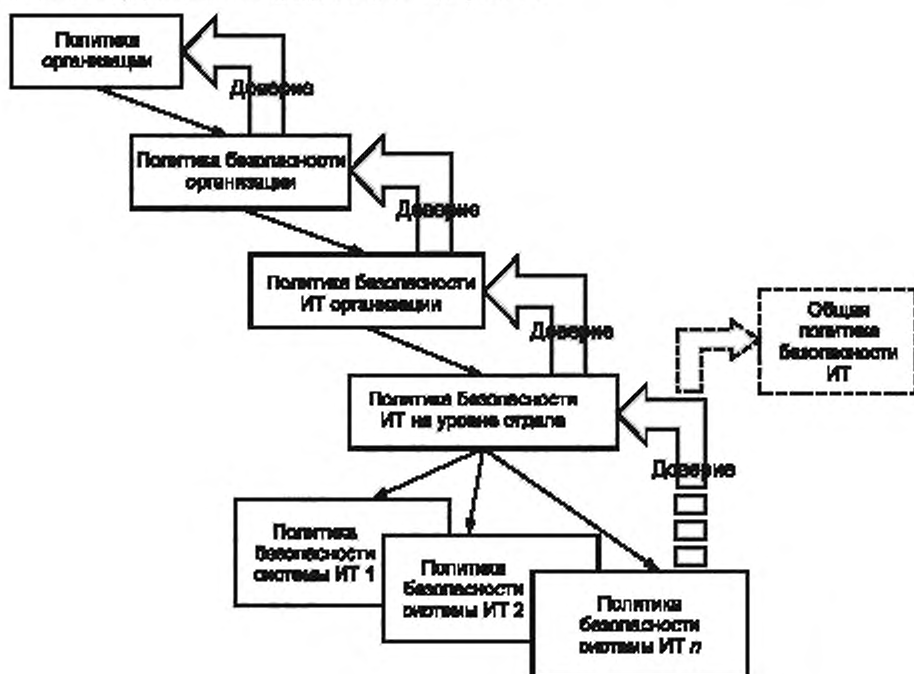 Политика
организации
Доверие
Политика безопасности
организации
Доверие
Политика безопасности
ИТ организации
Доверие
Общая
политика
безопасности
ИТ
Политика безопасности
ИТ на уровне отдела
Доверие
Политика
безопасности
системы ИТ 1
Политика
безопасности
системы ИТ 2
Политика
безопасности
системы ИТ n